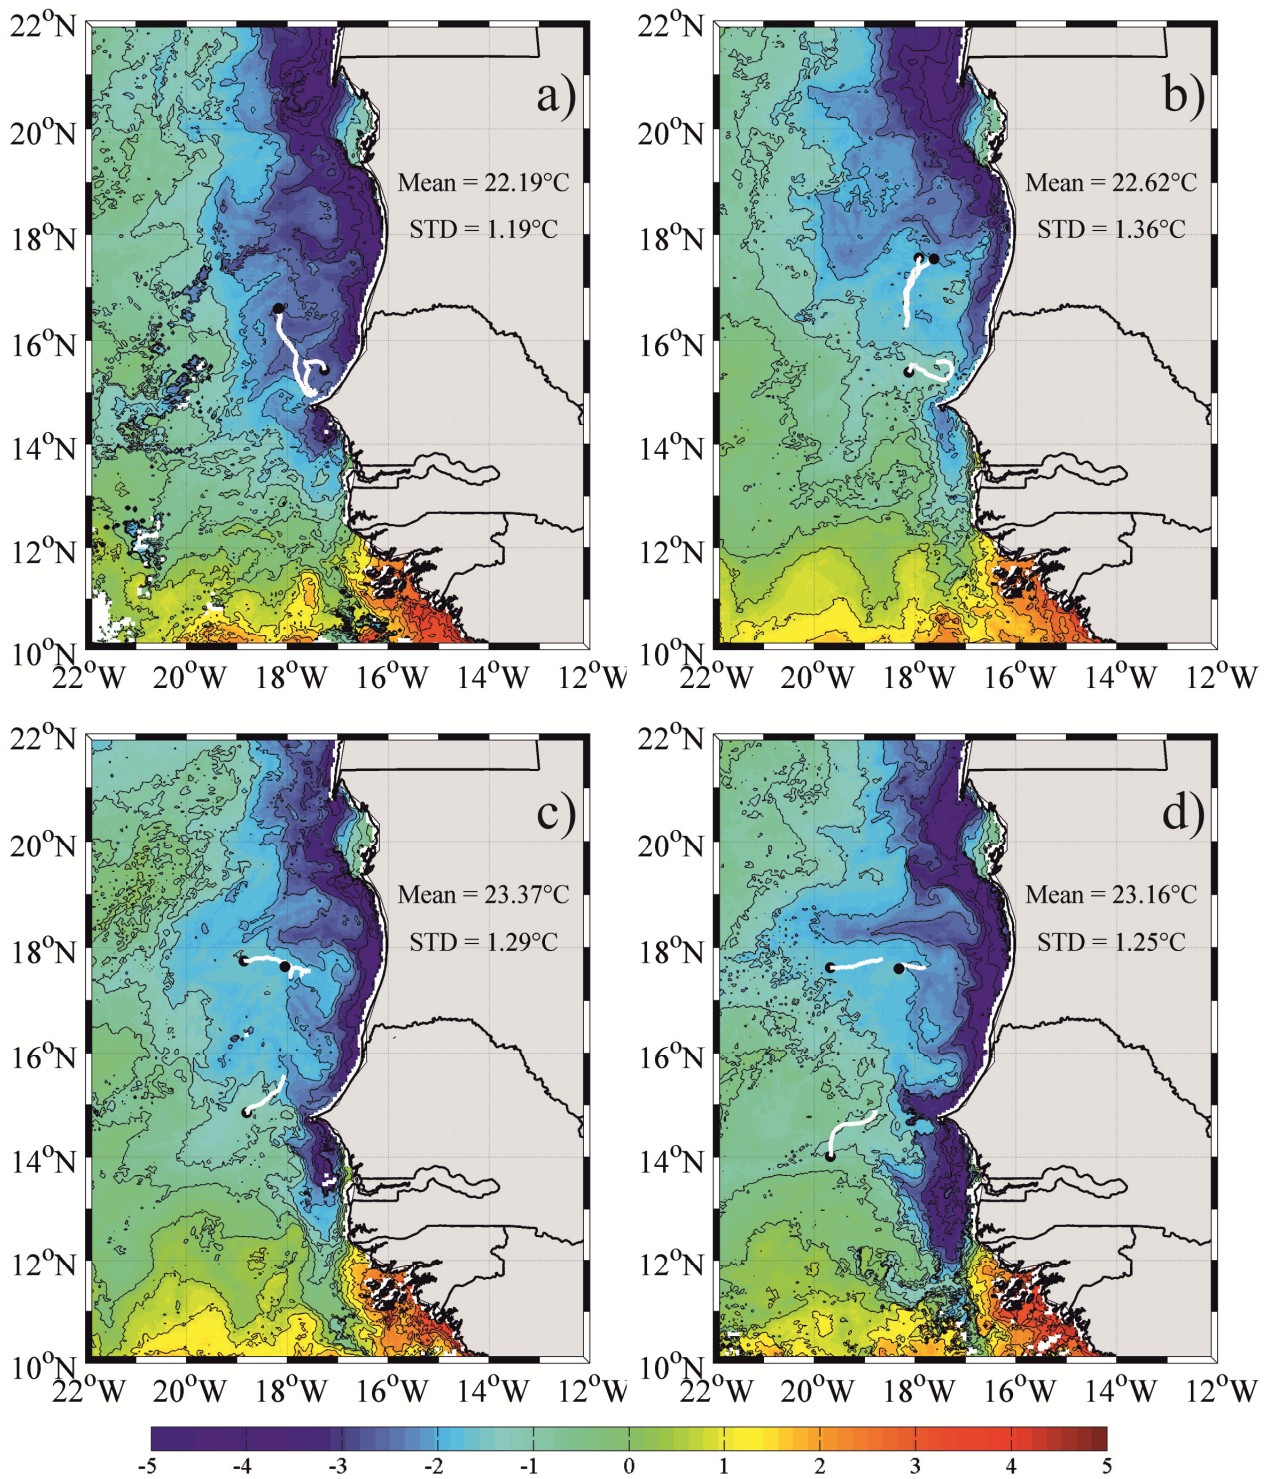 22°N
20°N
18°N
16°N
14°N
12°N
10°N
22°W 20°W 18°W 16°W 14°W 12°W
a)
Mean = 22.19°C
STD = 1.19°C
22°N
20°N
18°N
16°N
14°N
12°N
10°N
22°W 20°W 18°W 16°W 14°W 12°W
b)
Mean = 22.62°C
STD = 1.36°C
22°N
20°N
18°N
16°N
14°N
12°N
10°N
22°W 20°W 18°W 16°W 14°W 12°W
c)
Mean = 23.37°C
STD = 1.29°C
22°N
20°N
18°N
16°N
14°N
12°N
10°N
22°W 20°W 18°W 16°W 14°W 12°W
d)
Mean = 23.16°C
STD = 1.25°C
-5 -4 -3 -2 -1 0 1 2 3 4 5